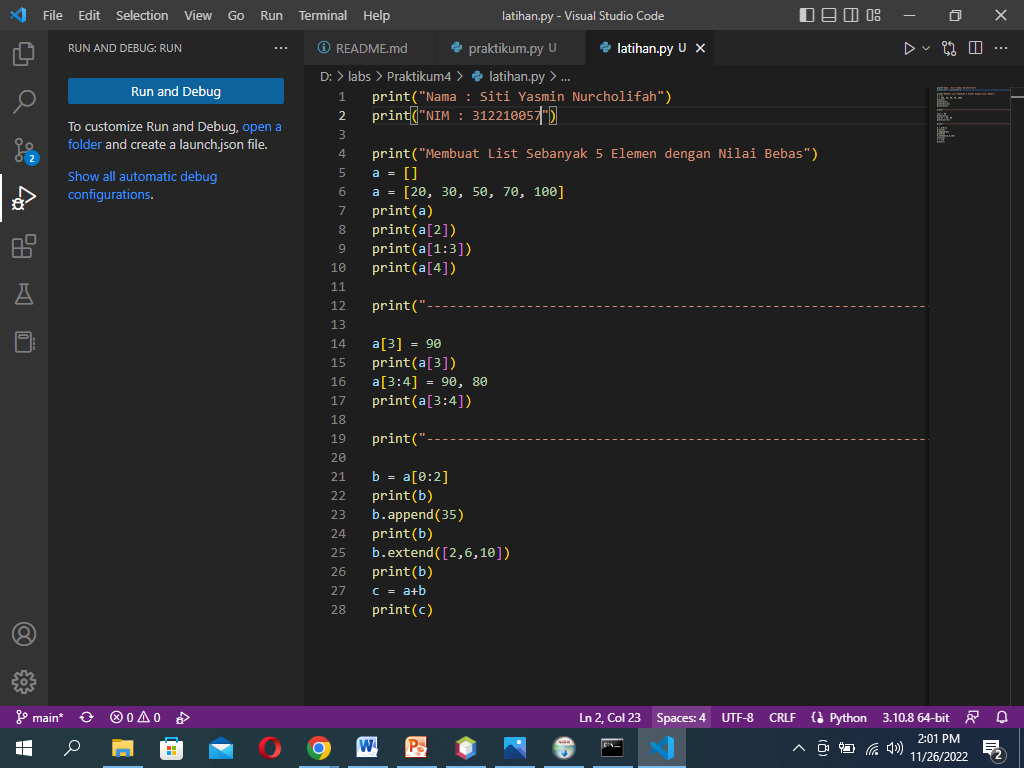 File Edit Selection View Go Run Terminal Help latihan.py - Visual Studio Code
RUN AND DEBUG: RUN
Run and Debug
To customize Run and Debug, open a
folder and create a launch.json file.
Show all automatic debug
configurations.
README.md praktikum.py U latihan.py U
D: > labs > Praktikum4 > latihan.py > ...
1 print("Nama : Siti Yasmin Nurcholifah")
2 print("NIM : 312210057")
3
4 print("Membuat List Sebanyak 5 Elemen dengan Nilai Bebas")
5 a = []
6 a = [20, 30, 50, 70, 100]
7 print(a)
8 print(a[2])
9 print(a[1:3])
10 print(a[4])
11
12 print("-----------------------------------------------------------------
13
14 a[3] = 90
15 print(a[3])
16 a[3:4] = 90, 80
17 print(a[3:4])
18
19 print("-----------------------------------------------------------------
20
21 b = a[0:2]
22 print(b)
23 b.append(35)
24 print(b)
25 b.extend([2,6,10])
26 print(b)
27 c = a+b
28 print(c)
2
main* 0 0 Ln 2, Col 23 Spaces: 4 UTF-8 CRLF Python 3.10.8 64-bit
2:01 PM
11/26/2022
2